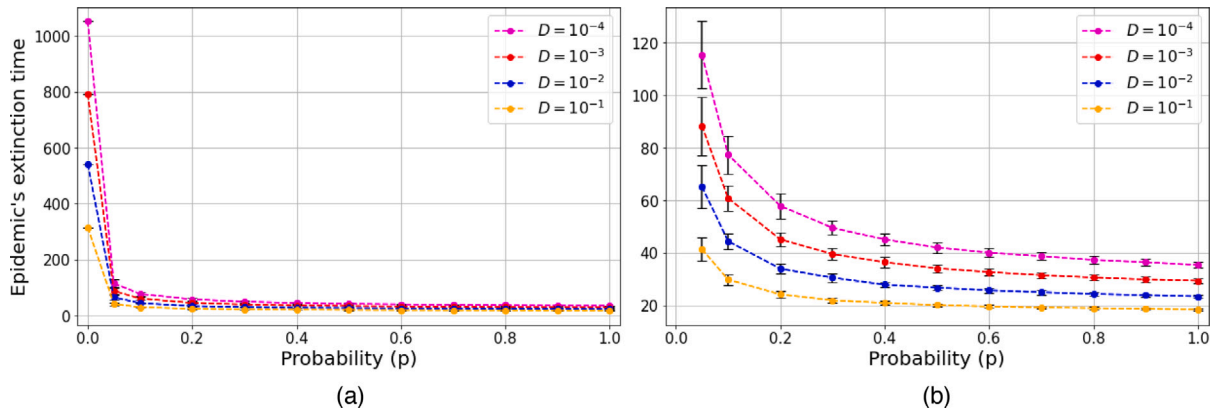 Epidemic's extinction time
1000
800
600
400
200
0
0.0 0.2 0.4 0.6 0.8 1.0
Probability (p)
D = 10⁻⁴
D = 10⁻³
D = 10⁻²
D = 10⁻¹
(a)
120
100
80
60
40
20
0.0 0.2 0.4 0.6 0.8 1.0
Probability (p)
D = 10⁻⁴
D = 10⁻³
D = 10⁻²
D = 10⁻¹
(b)